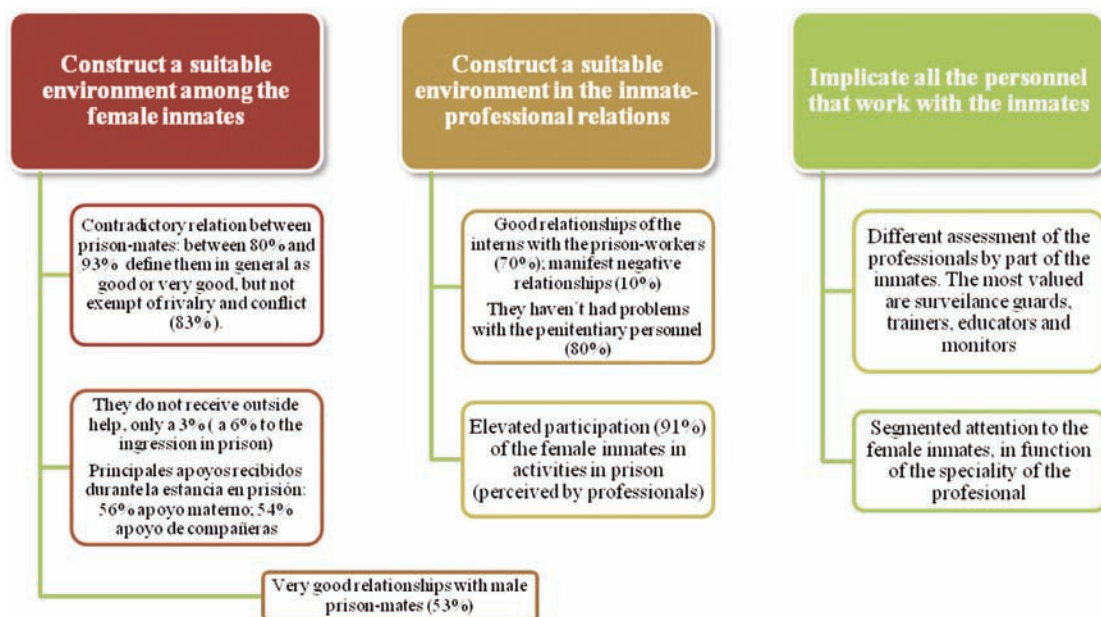 Construct a suitable
environment among the
female inmates
Contradictory relation between
prison-mates: between 80% and
93% define them in general as
good or very good, but not
exempt of rivalry and conflict
(83%).
They do not receive outside
help, only a 3% ( a 6% to the
ingression in prison)
Principales apoyos recibidos
durante la estancia en prisión:
56% apoyo materno; 54%
apoyo de compañeras
Very good relationships with male
prison-mates (53%)
Construct a suitable
environment in the inmate-
professional relations
Good relationships of the
interns with the prison-workers
(70%); manifest negative
relationships (10%)
They haven´t had problems
with the penitentiary personnel
(80%)
Elevated participation (91%)
of the female inmates in
activities in prison
(perceived by professionals)
Implicate all the personnel
that work with the inmates
Different assessment of the
professionals by part of the
inmates. The most valued
are surveilance guards,
trainers, educators and
monitors
Segmented attention to the
female inmates, in function
of the speciality of the
profesional